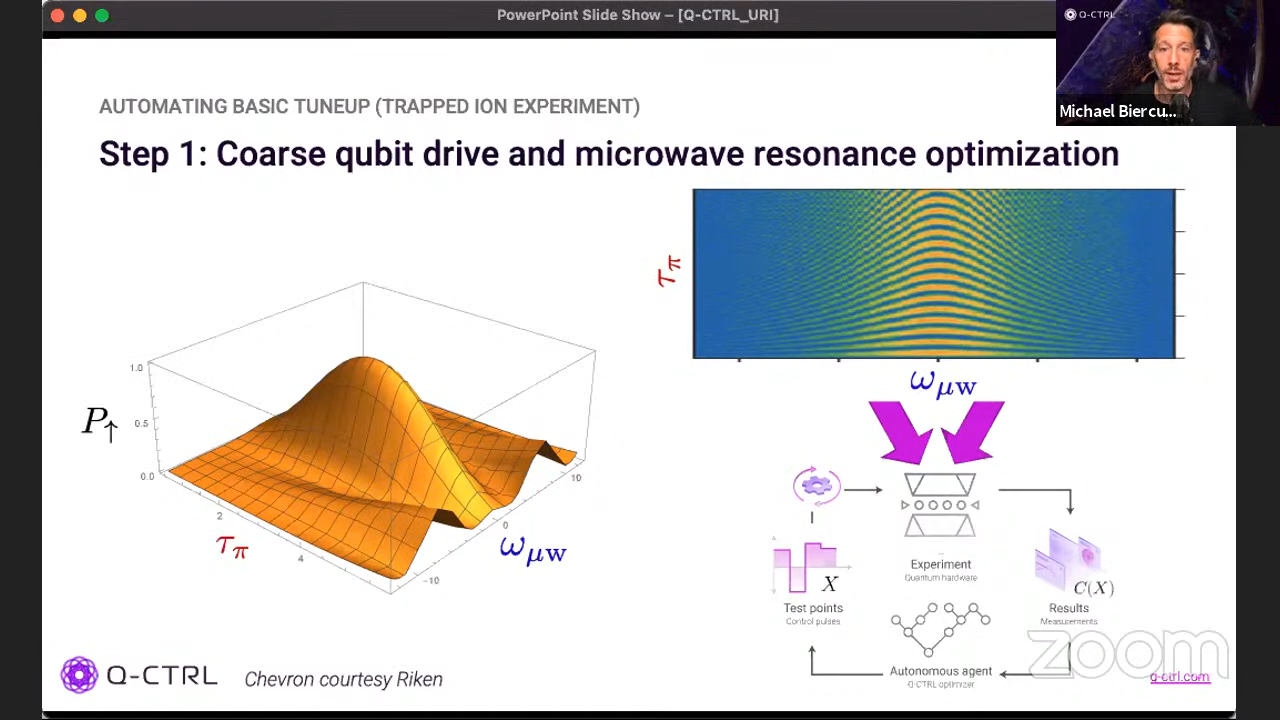 PowerPoint Slide Show – [Q-CTRL_URI]
Q-CTRL
Michael Biercu...
AUTOMATING BASIC TUNEUP (TRAPPED ION EXPERIMENT)
Step 1: Coarse qubit drive and microwave resonance optimization
τπ
ωμw
1.0
P↑
0.5
0.0
2
τπ
4
-10
0
ωμw
10
Experiment
Quantum hardware
X
C(X)
Test points
Control pulses
Results
Measurements
Autonomous agent
Q-CTRL optimizer
zoom
Q-CTRL
Chevron courtesy Riken
q-ctrl.com